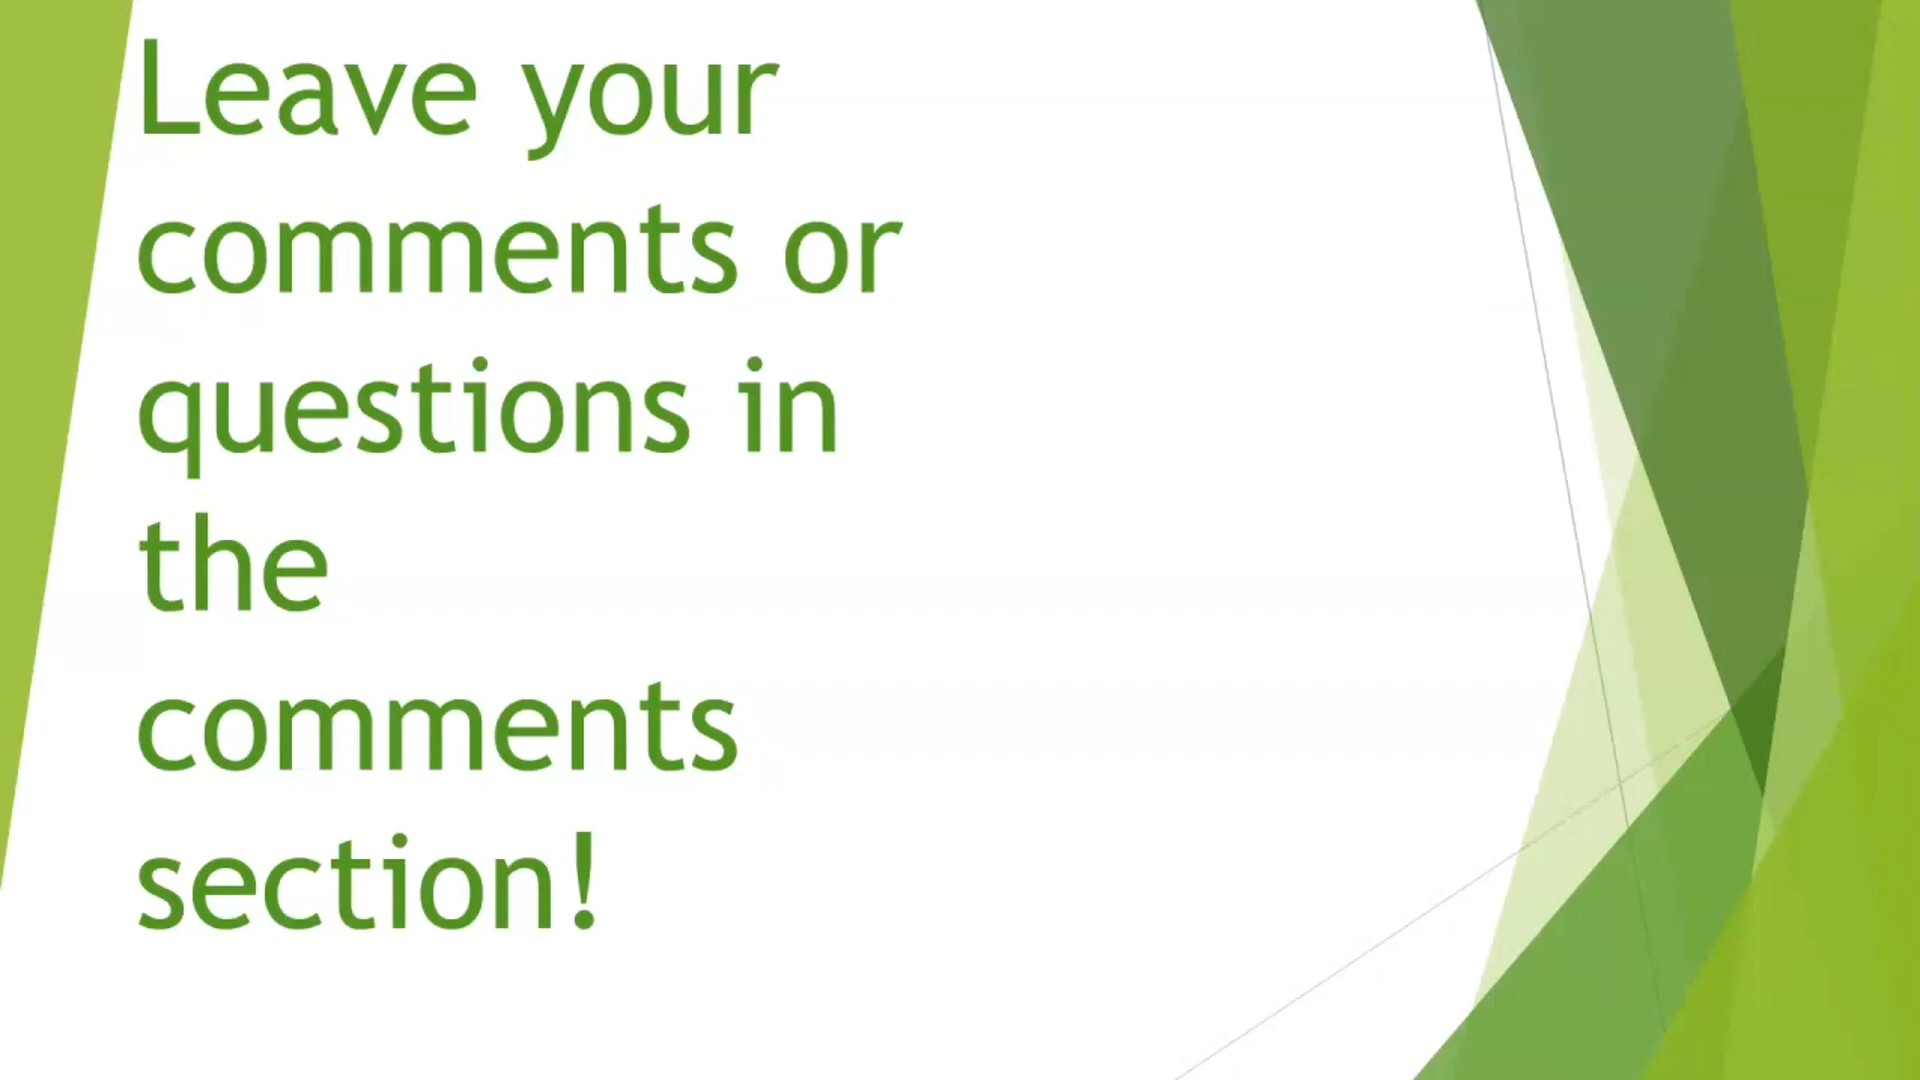 Leave your
comments or
questions in
the
comments
section!